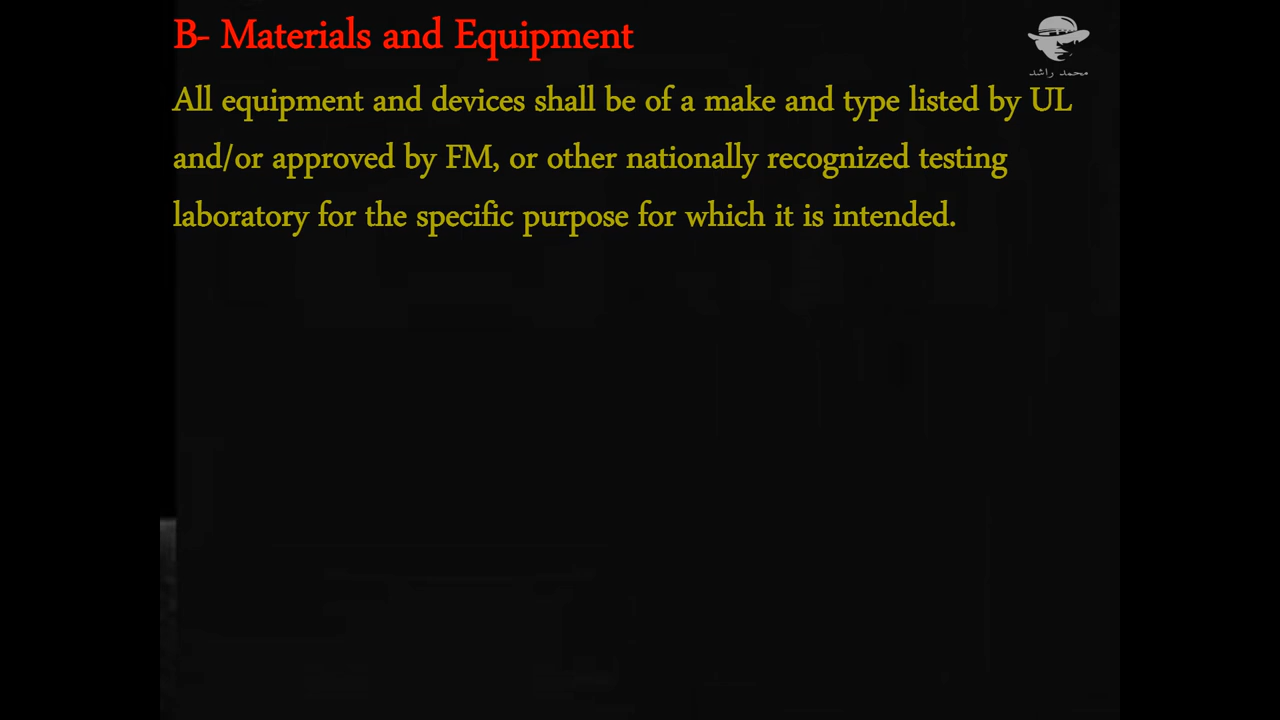 B- Materials and Equipment
محمد راشد
All equipment and devices shall be of a make and type listed by UL
and/or approved by FM, or other nationally recognized testing
laboratory for the specific purpose for which it is intended.